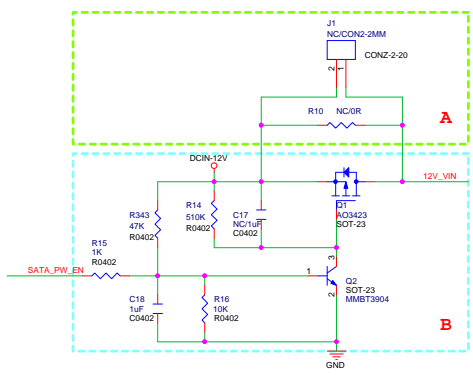 J1
NC/CON2-2MM
CONZ-2-20
2
1
R10 NC/0R
A
DCIN-12V
12V_VIN
R343
47K
R0402
R14
510K
R0402
C17
NC/1uF
C0402
Q1
AO3423
SOT-23
R15
1K
R0402
SATA_PW_EN
3
1
2
Q2
SOT-23
MMBT3904
C18
1uF
C0402
R16
10K
R0402
B
GND